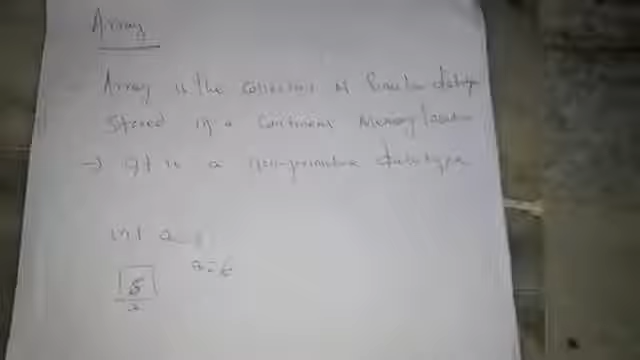 Array
Array is the collection of Similar datatype
Stored in a Continuous Memory location
→ It is a non-primitive datatype
int a
a = 6
5